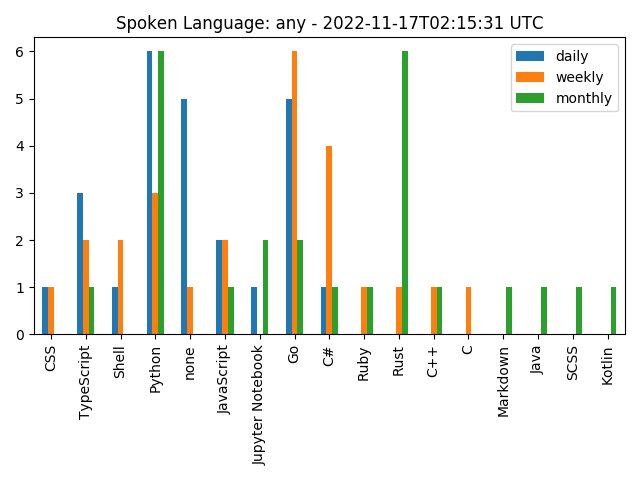 Spoken Language: any - 2022-11-17T02:15:31 UTC
daily
weekly
monthly
6
5
4
3
2
1
0
CSS
TypeScript
Shell
Python
none
JavaScript
Jupyter Notebook
Go
C#
Ruby
Rust
C++
C
Markdown
Java
SCSS
Kotlin